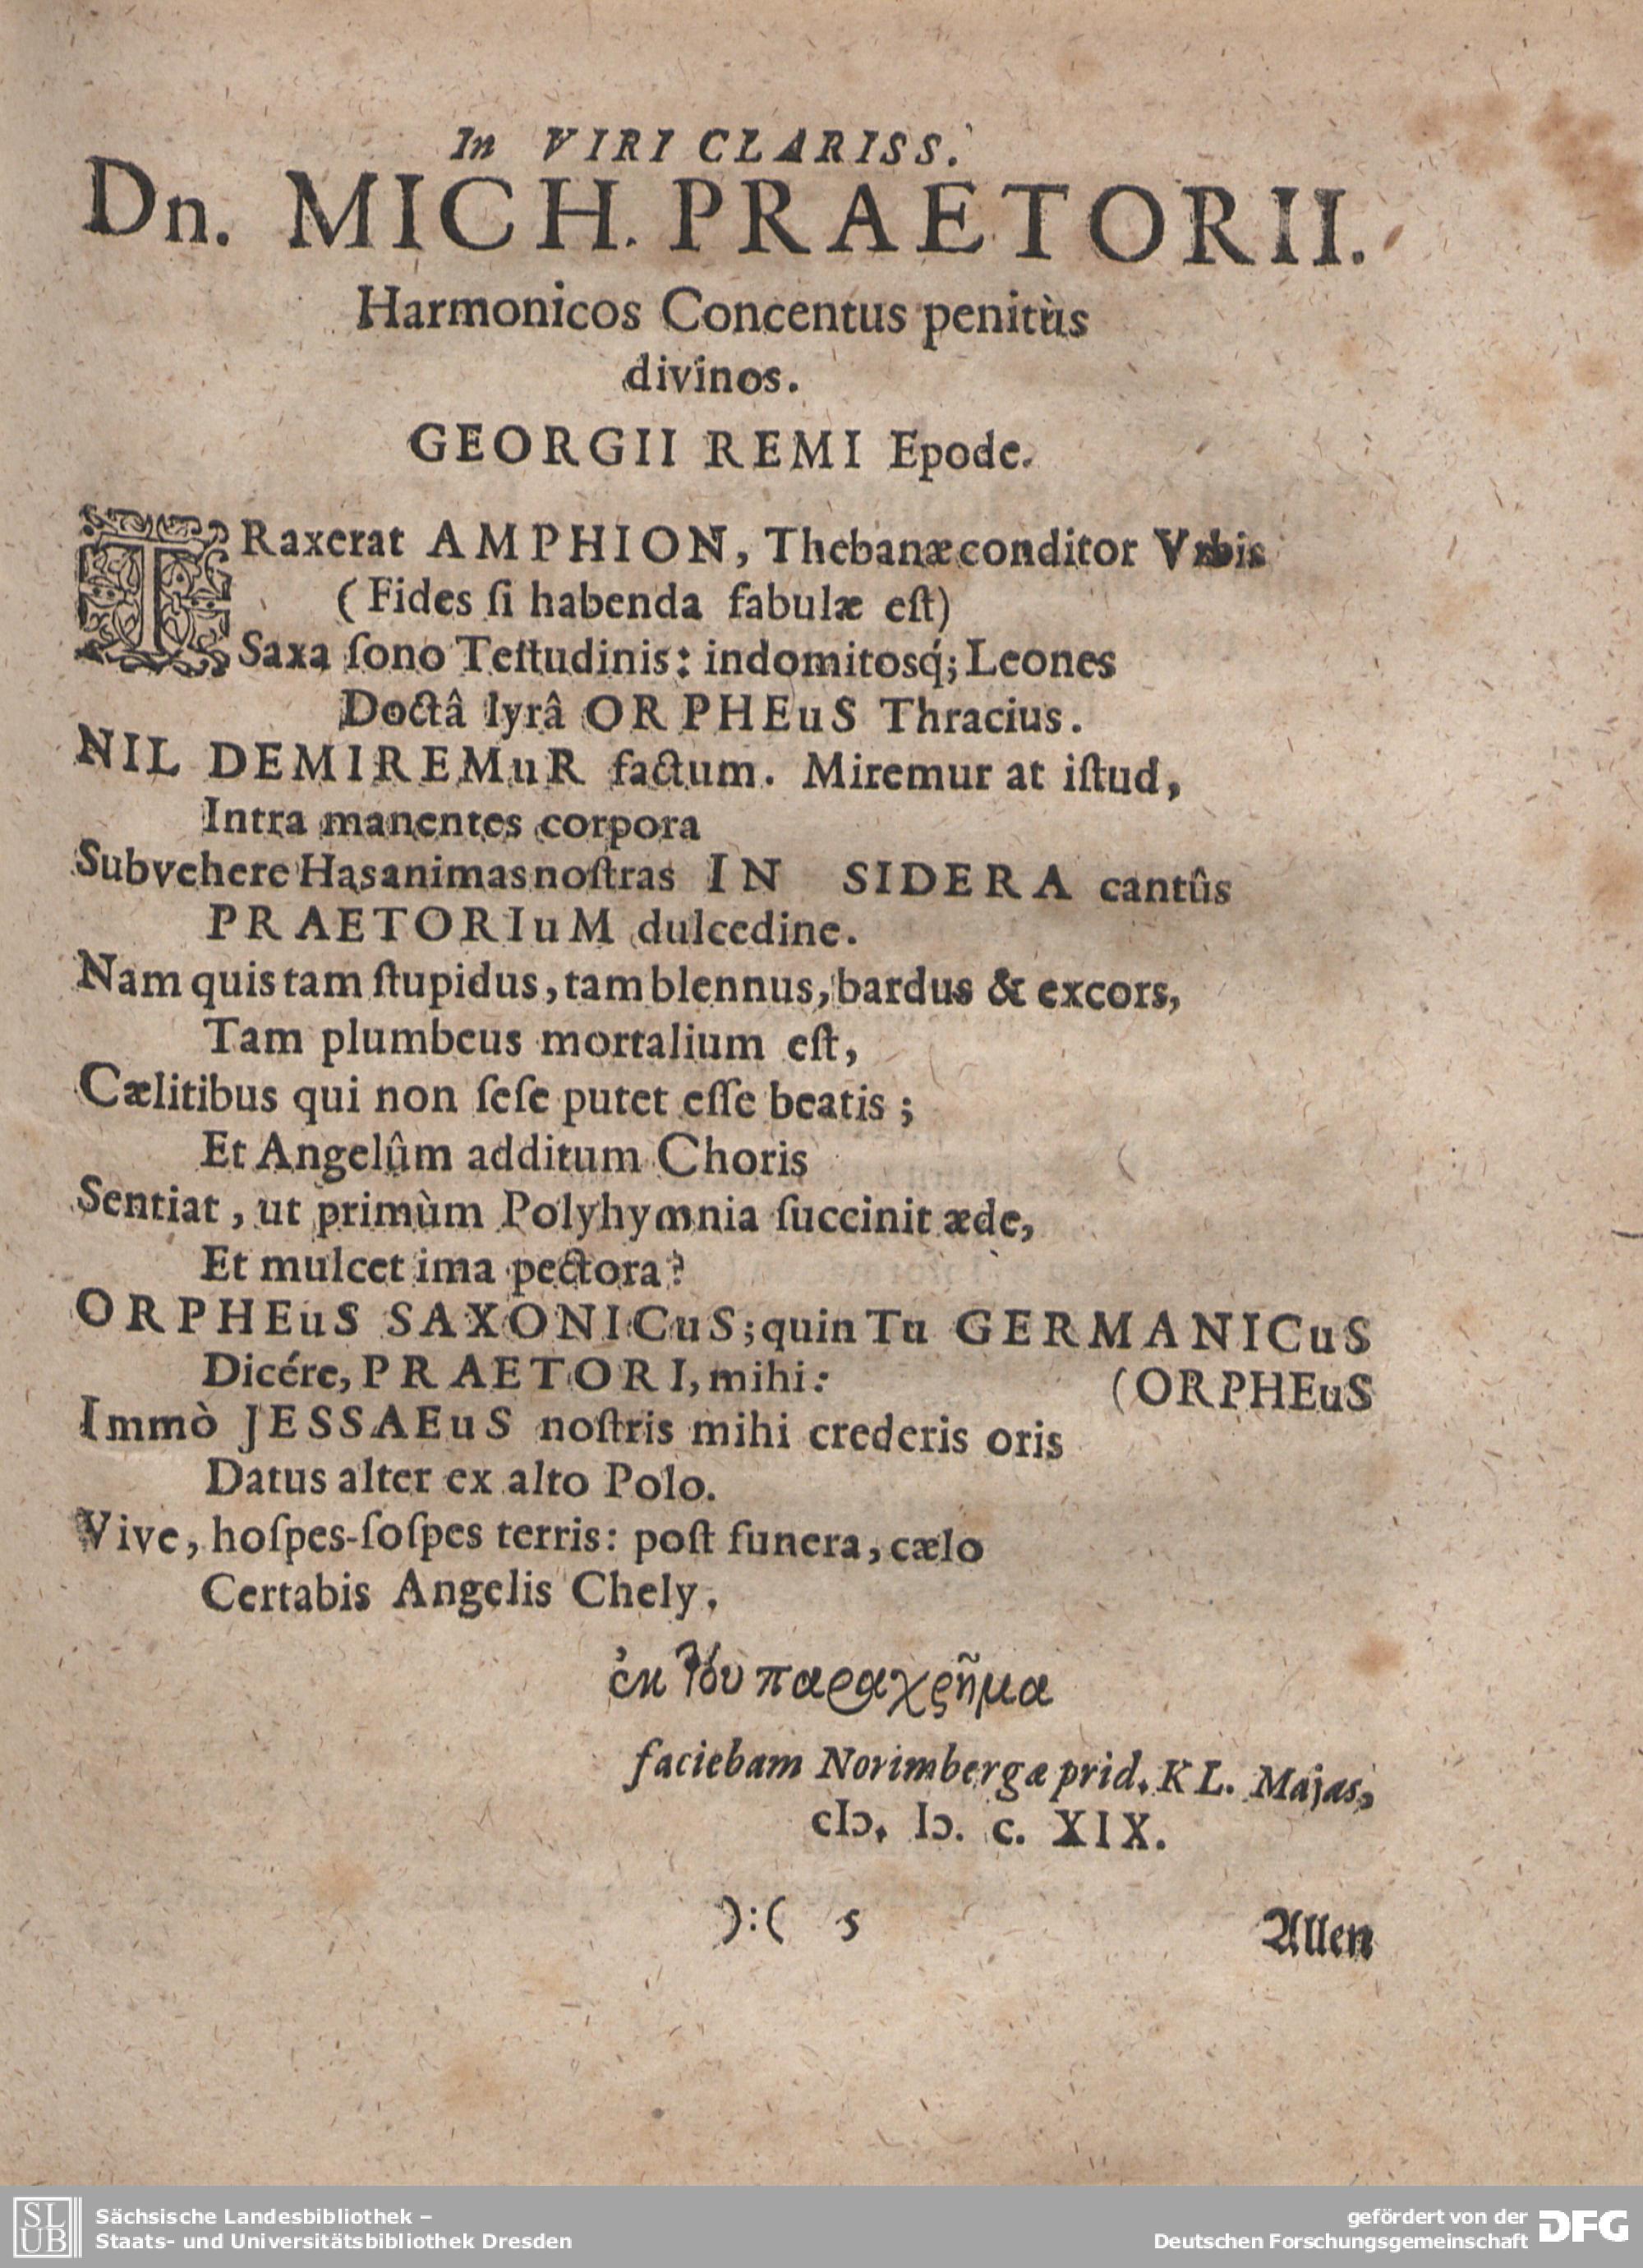 In VIRI CLARISS.
Dn. MICH. PRAETORII.
Harmonicos Concentus penitùs
divinos.
GEORGII REMI Epode.
TRaxerat AMPHION, Thebanæ conditor Vrbis
(Fides ſi habenda fabulæ eſt)
Saxa ſono Teſtudinis: indomitosq́; Leones
Doctâ lyrâ ORPHEuS Thracius.
NIL DEMIREMuR factum. Miremur at iſtud,
Intra manentes corpora
Subvehere Has animas noſtras IN SIDERA cantûs
PRAETORIuM dulcedine.
Nam quis tam ſtupidus, tam blennus, bardus & excors,
Tam plumbeus mortalium eſt,
Cælitibus qui non ſeſe putet eſſe beatis;
Et Angelûm additum Choris
Sentiat, ut primùm Polyhymnia ſuccinit æde,
Et mulcet ima pectora?
ORPHEuS SAXONICuS; quin Tu GERMANICuS
Dicére, PRAETORI, mihi: (ORPHEuS
Immò JESSAEuS noſtris mihi crederis oris
Datus alter ex alto Polo.
Vive, hoſpes-ſoſpes terris: poſt funera, cælo
Certabis Angelis Chely.
ἐκ τοῦ παραχρῆμα
faciebam Norimbergæ prid. KL. Majas,
cIↄ. Iↄ. c. XIX.
):( 5 Allen
SLUB Sächsische Landesbibliothek –
Staats- und Universitätsbibliothek Dresden
gefördert von der
Deutschen Forschungsgemeinschaft DFG